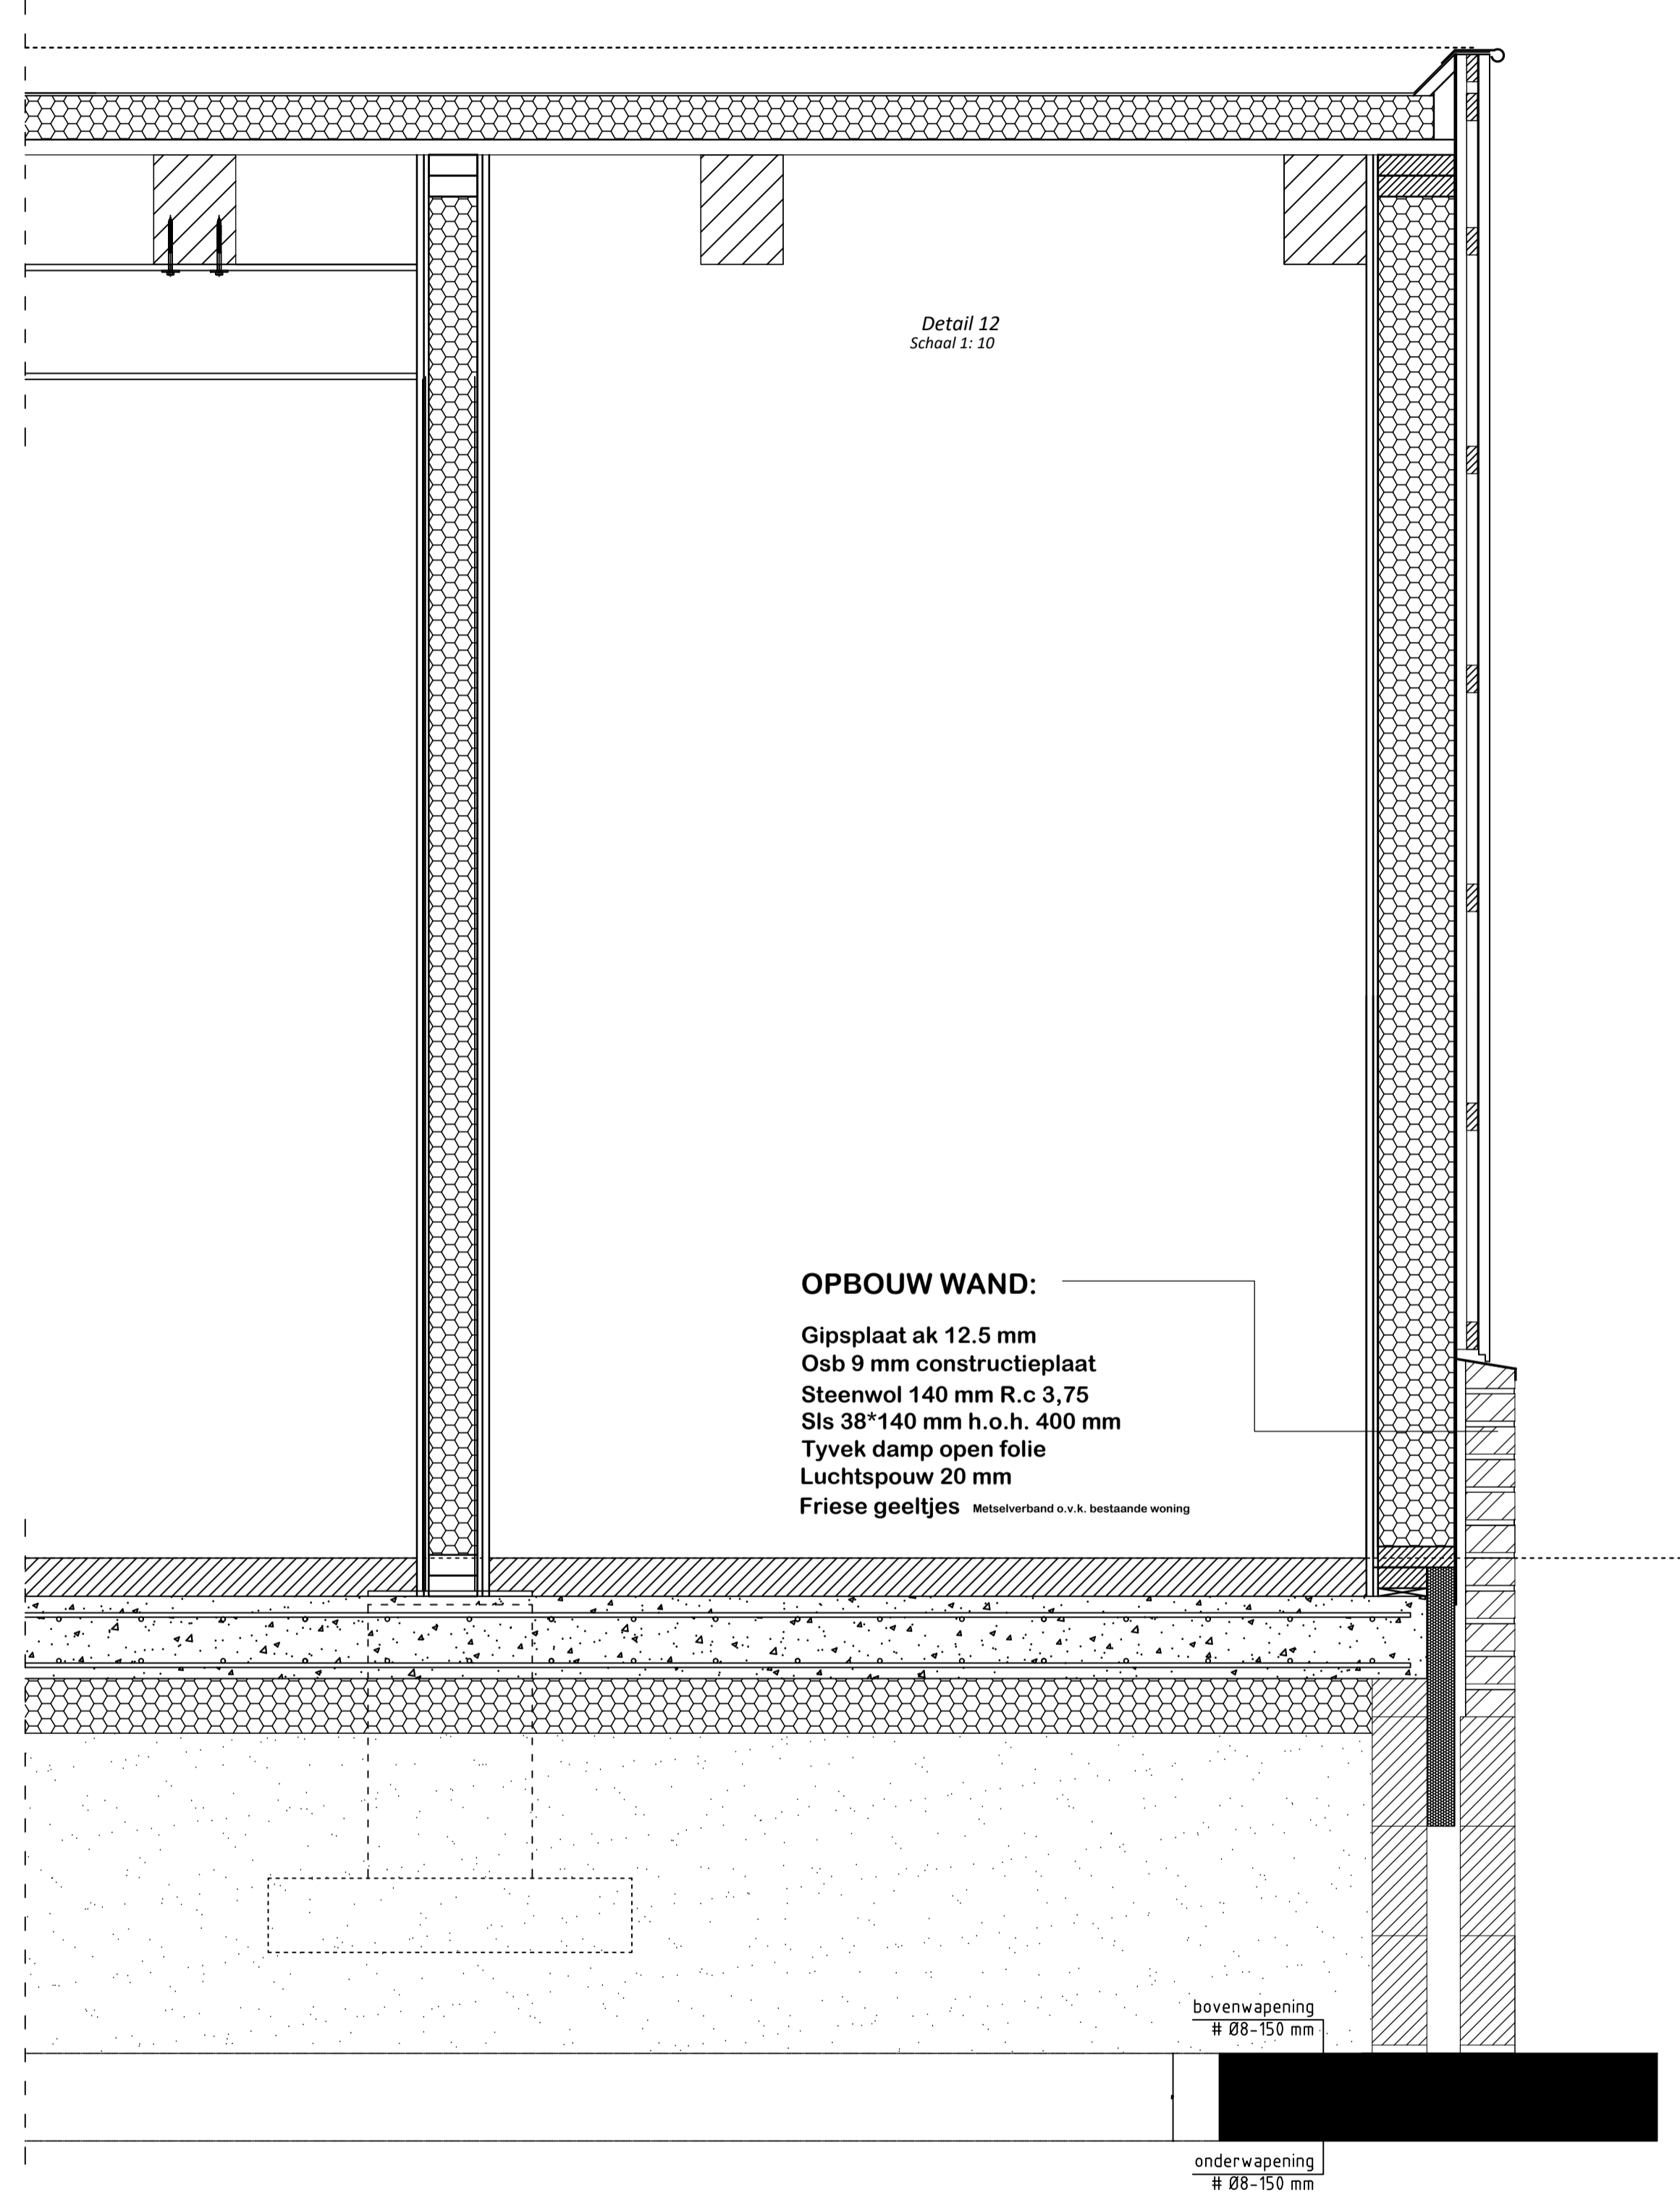 Detail 12
Schaal 1: 10
OPBOUW WAND:
Gipsplaat ak 12.5 mm
Osb 9 mm constructieplaat
Steenwol 140 mm R.c 3,75
Sls 38*140 mm h.o.h. 400 mm
Tyvek damp open folie
Luchtspouw 20 mm
Friese geeltjes Metselverband o.v.k. bestaande woning
bovenwapening
# Ø8-150 mm
onderwapening
# Ø8-150 mm